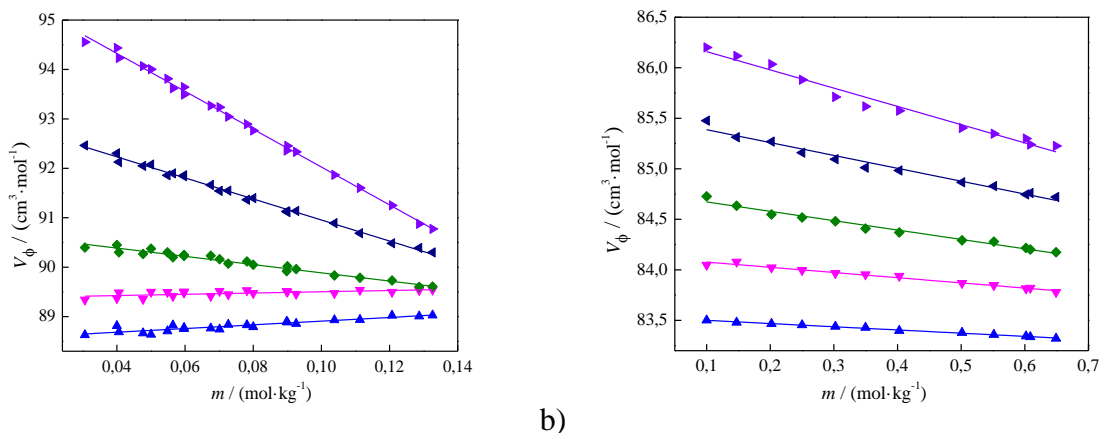 95
94
93
92
91
90
89
V_ϕ / (cm³·mol⁻¹)
0,02 0,04 0,06 0,08 0,10 0,12 0,14
m / (mol·kg⁻¹)
86,5
86,0
85,5
85,0
84,5
84,0
83,5
V_ϕ / (cm³·mol⁻¹)
0,1 0,2 0,3 0,4 0,5 0,6 0,7
m / (mol·kg⁻¹)
b)